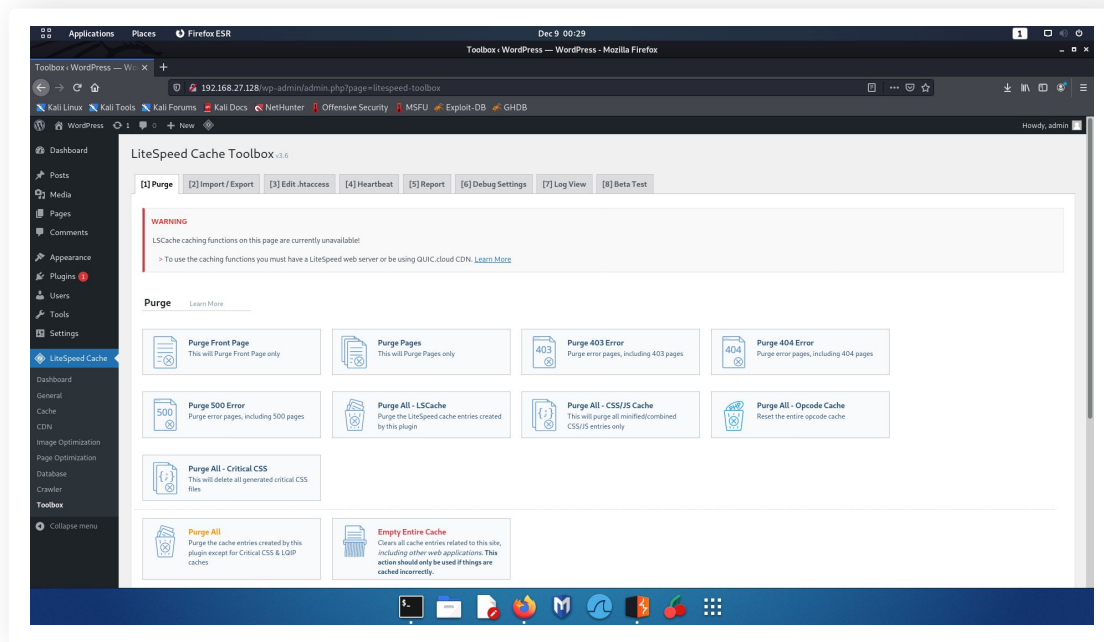 Applications Places Firefox ESR Dec 9 00:29 1
Toolbox ‹ WordPress — WordPress - Mozilla Firefox
Toolbox ‹ WordPress — Wo
192.168.27.128/wp-admin/admin.php?page=litespeed-toolbox
Kali Linux Kali Tools Kali Forums Kali Docs NetHunter Offensive Security MSFU Exploit-DB GHDB
WordPress 1 0 + New Howdy, admin
Dashboard
Posts
Media
Pages
Comments
Appearance
Plugins 1
Users
Tools
Settings
LiteSpeed Cache
Dashboard
General
Cache
CDN
Image Optimization
Page Optimization
Database
Crawler
Toolbox
Collapse menu
LiteSpeed Cache Toolbox v3.6
[1] Purge [2] Import / Export [3] Edit .htaccess [4] Heartbeat [5] Report [6] Debug Settings [7] Log View [8] Beta Test
WARNING
LSCache caching functions on this page are currently unavailable!
> To use the caching functions you must have a LiteSpeed web server or be using QUIC.cloud CDN. Learn More
Purge Learn More
Purge Front Page
This will Purge Front Page only
Purge Pages
This will Purge Pages only
403
Purge 403 Error
Purge error pages, including 403 pages
404
Purge 404 Error
Purge error pages, including 404 pages
500
Purge 500 Error
Purge error pages, including 500 pages
Purge All - LSCache
Purge the LiteSpeed cache entries created
by this plugin
Purge All - CSS/JS Cache
This will purge all minified/combined
CSS/JS entries only
Purge All - Opcode Cache
Reset the entire opcode cache
Purge All - Critical CSS
This will delete all generated critical CSS
files
Purge All
Purge the cache entries created by this
plugin except for Critical CSS & LQIP
caches
Empty Entire Cache
Clears all cache entries related to this site,
including other web applications. This
action should only be used if things are
cached incorrectly.